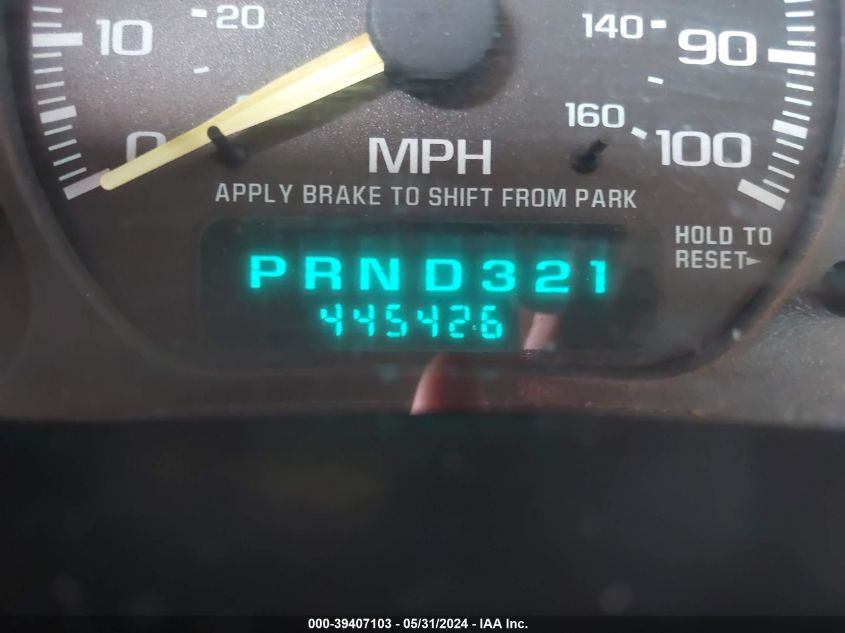 20
10
0
140
90
160
100
MPH
APPLY BRAKE TO SHIFT FROM PARK
HOLD TO
RESET►
PRND321
445426
000-39407103 - 05/31/2024 - IAA Inc.